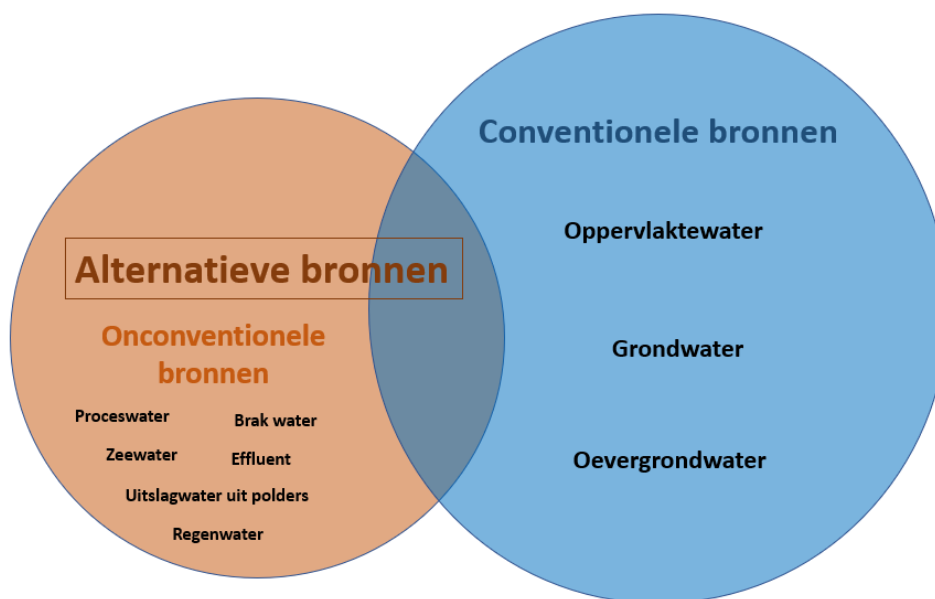 Conventionele bronnen
Oppervlaktewater
Grondwater
Oevergrondwater
Alternatieve bronnen
Onconventionele
bronnen
Proceswater
Brak water
Zeewater
Effluent
Uitslagwater uit polders
Regenwater